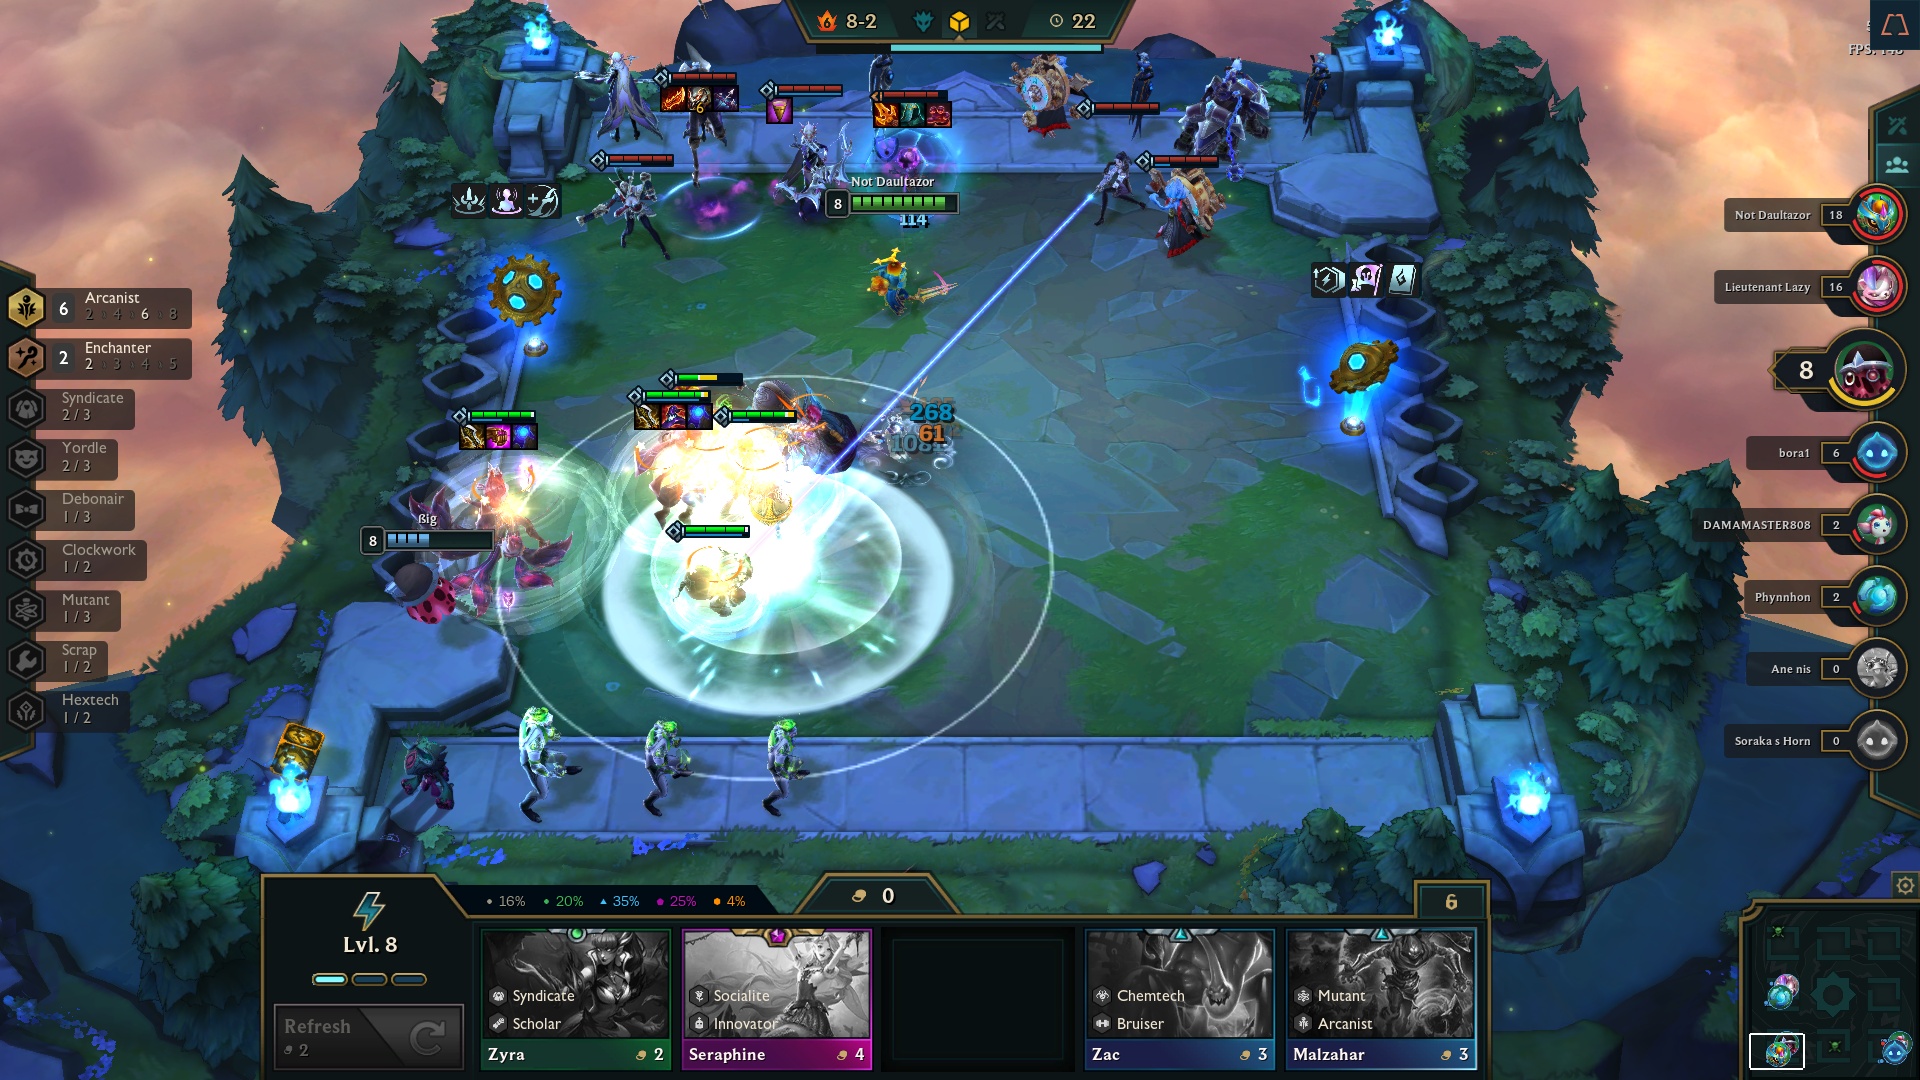 8-2
22
6
Not Daultazor
8
114
268
61
ßig
8
6
Arcanist
2 4 6 8
2
Enchanter
2 3 4 5
Syndicate
2 / 3
Yordle
2 / 3
Debonair
1 / 3
Clockwork
1 / 2
Mutant
1 / 3
Scrap
1 / 2
Hextech
1 / 2
Not Daultazor 18
Lieutenant Lazy 16
8
bora1 6
DAMAMASTER808 2
Phynnhon 2
Ane nis 0
Soraka s Horn 0
Lvl. 8
16% 20% 35% 25% 4%
0
6
Refresh
2
Syndicate
Scholar
Zyra 2
Socialite
Innovator
Seraphine 4
Chemtech
Bruiser
Zac 3
Mutant
Arcanist
Malzahar 3